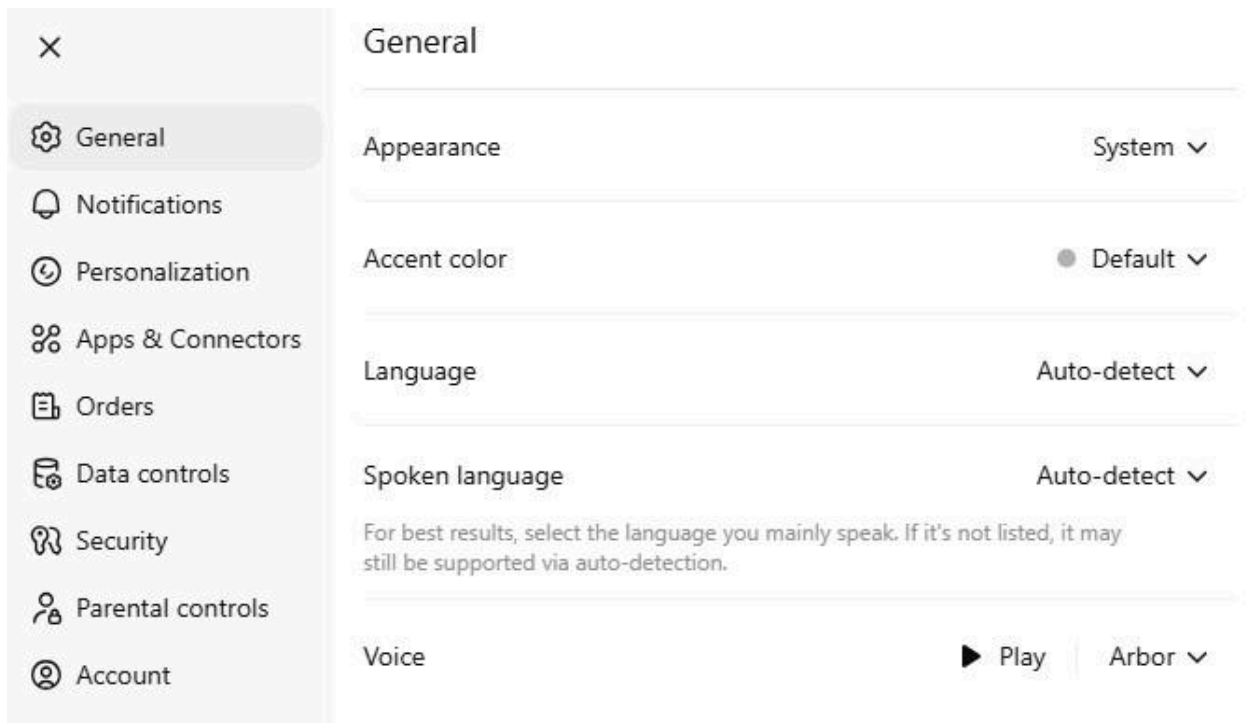 General
Notifications
Personalization
Apps & Connectors
Orders
Data controls
Security
Parental controls
Account
General
Appearance
System
Accent color
Default
Language
Auto-detect
Spoken language
Auto-detect
For best results, select the language you mainly speak. If it's not listed, it may
still be supported via auto-detection.
Voice
Play
Arbor